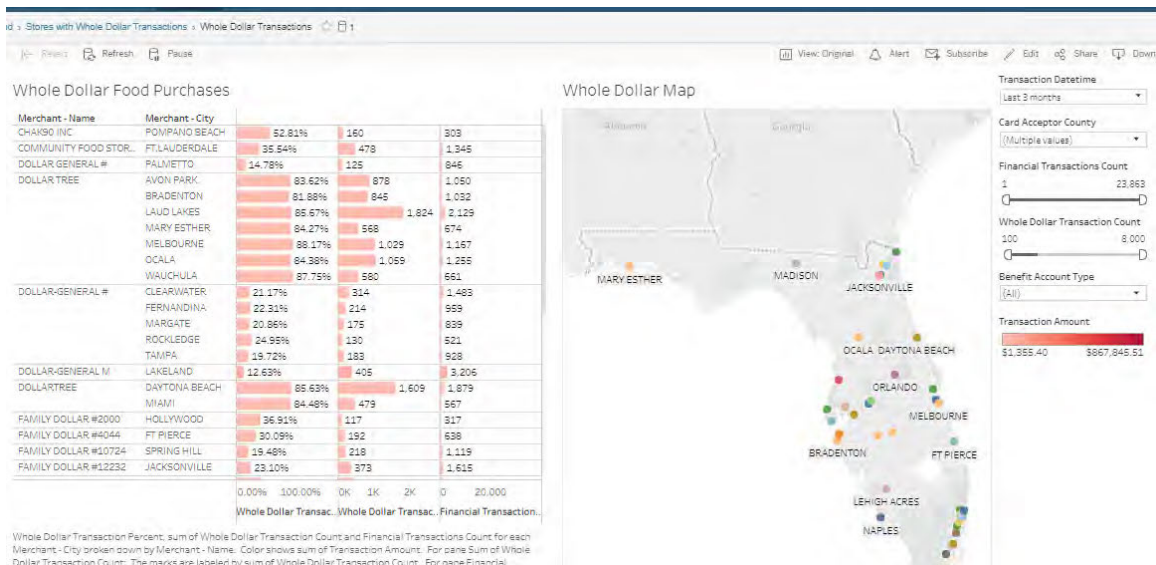 d › Stores with Whole Dollar Transactions › Whole Dollar Transactions 1
Revert Refresh Pause
View: Original Alert Subscribe Edit Share Down
Whole Dollar Food Purchases
Merchant - Name Merchant - City
CHAK90 INC POMPANO BEACH 52.81% 160 303
COMMUNITY FOOD STOR.. FT.LAUDERDALE 35.54% 478 1,345
DOLLAR GENERAL # PALMETTO 14.78% 125 846
DOLLAR TREE AVON PARK 83.62% 878 1,050
BRADENTON 81.88% 845 1,032
LAUD LAKES 85.67% 1,824 2,129
MARY ESTHER 84.27% 568 674
MELBOURNE 88.17% 1,029 1,167
OCALA 84.38% 1,059 1,255
WAUCHULA 87.75% 580 661
DOLLAR-GENERAL # CLEARWATER 21.17% 314 1,483
FERNANDINA 22.31% 214 959
MARGATE 20.86% 175 839
ROCKLEDGE 24.95% 130 521
TAMPA 19.72% 183 928
DOLLAR-GENERAL M LAKELAND 12.63% 405 3,206
DOLLARTREE DAYTONA BEACH 85.63% 1,609 1,879
MIAMI 84.48% 479 567
FAMILY DOLLAR #2000 HOLLYWOOD 36.91% 117 317
FAMILY DOLLAR #4044 FT PIERCE 30.09% 192 638
FAMILY DOLLAR #10724 SPRING HILL 19.48% 218 1,119
FAMILY DOLLAR #12232 JACKSONVILLE 23.10% 373 1,615
0.00% 100.00% 0K 1K 2K 0 20,000
Whole Dollar Transac.. Whole Dollar Transac.. Financial Transaction..
Whole Dollar Transaction Percent, sum of Whole Dollar Transaction Count and Financial Transactions Count for each
Merchant - City broken down by Merchant - Name. Color shows sum of Transaction Amount. For pane Sum of Whole
Dollar Transaction Count: The marks are labeled by sum of Whole Dollar Transaction Count. For pane Financial
Whole Dollar Map
Alabama Georgia
MARY ESTHER
MADISON
JACKSONVILLE
OCALA DAYTONA BEACH
ORLANDO
MELBOURNE
BRADENTON
FT PIERCE
LEHIGH ACRES
NAPLES
Transaction Datetime
Last 3 months
Card Acceptor County
(Multiple values)
Financial Transactions Count
1 23,863
Whole Dollar Transaction Count
100 8,000
Benefit Account Type
(All)
Transaction Amount
$1,355.40 $867,845.51